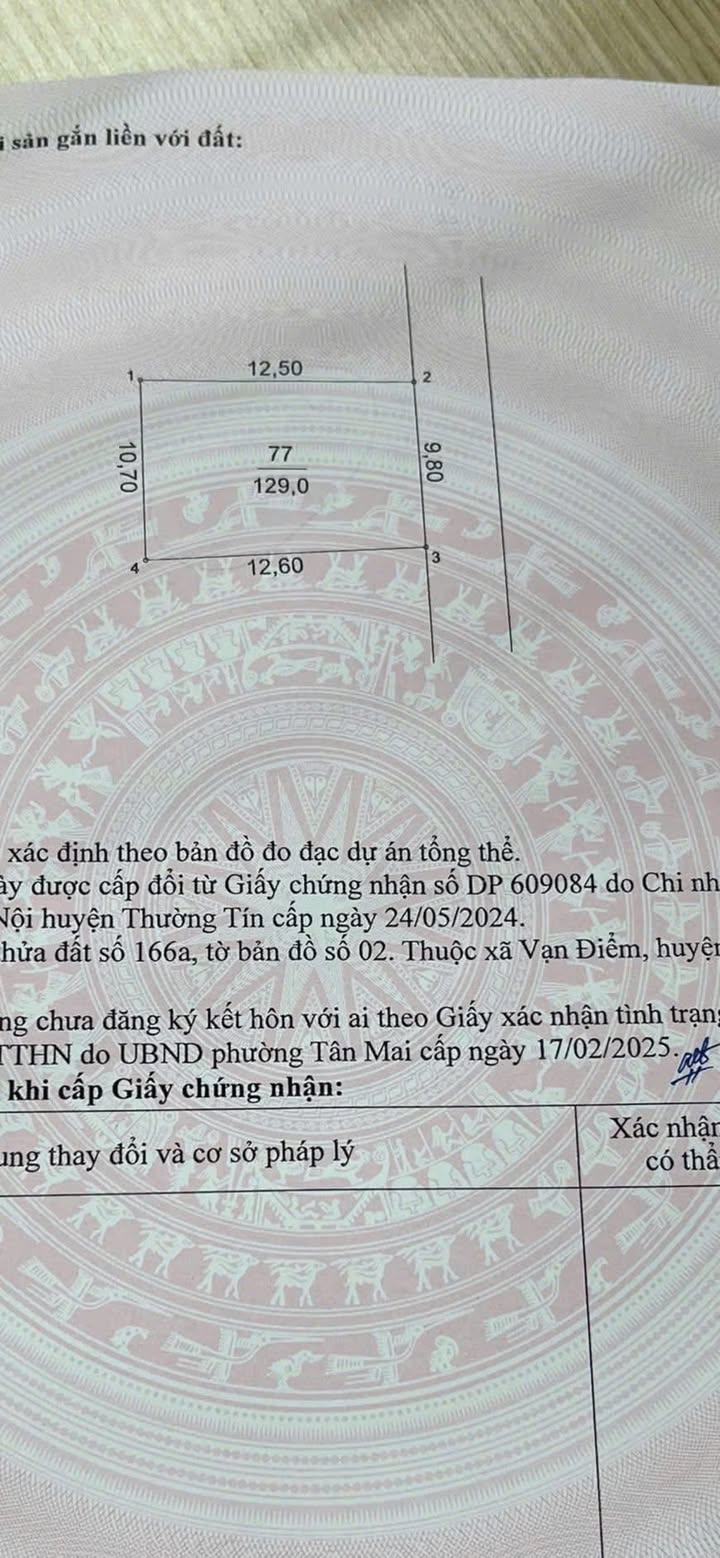 sản gắn liền với đất:
1 12,50 2
10,70
77
129,0
9,80
4 12,60 3
xác định theo bản đồ đo đạc dự án tổng thể.
ày được cấp đổi từ Giấy chứng nhận số DP 609084 do Chi nh
Nội huyện Thường Tín cấp ngày 24/05/2024.
hửa đất số 166a, tờ bản đồ số 02. Thuộc xã Vạn Điểm, huyện
ng chưa đăng ký kết hôn với ai theo Giấy xác nhận tình trạng
TTHN do UBND phường Tân Mai cấp ngày 17/02/2025.
khi cấp Giấy chứng nhận:
ung thay đổi và cơ sở pháp lý
Xác nhận
có thẩ